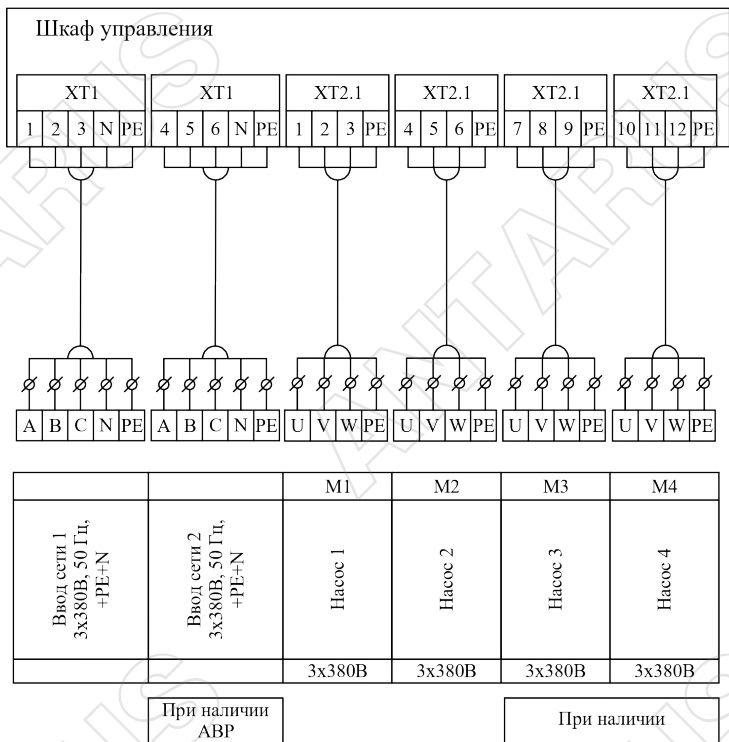 Шкаф управления
XT1 XT1 XT2.1 XT2.1 XT2.1 XT2.1
1 2 3 N PE 4 5 6 N PE 1 2 3 PE 4 5 6 PE 7 8 9 PE 10 11 12 PE
A B C N PE A B C N PE U V W PE U V W PE U V W PE U V W PE
M1 M2 M3 M4
Ввод сети 1
3х380В, 50 Гц,
+PE+N
Ввод сети 2
3х380В, 50 Гц,
+PE+N
Насос 1
Насос 2
Насос 3
Насос 4
3х380В 3х380В 3х380В 3х380В
При наличии
АВР
При наличии
ANTARUS